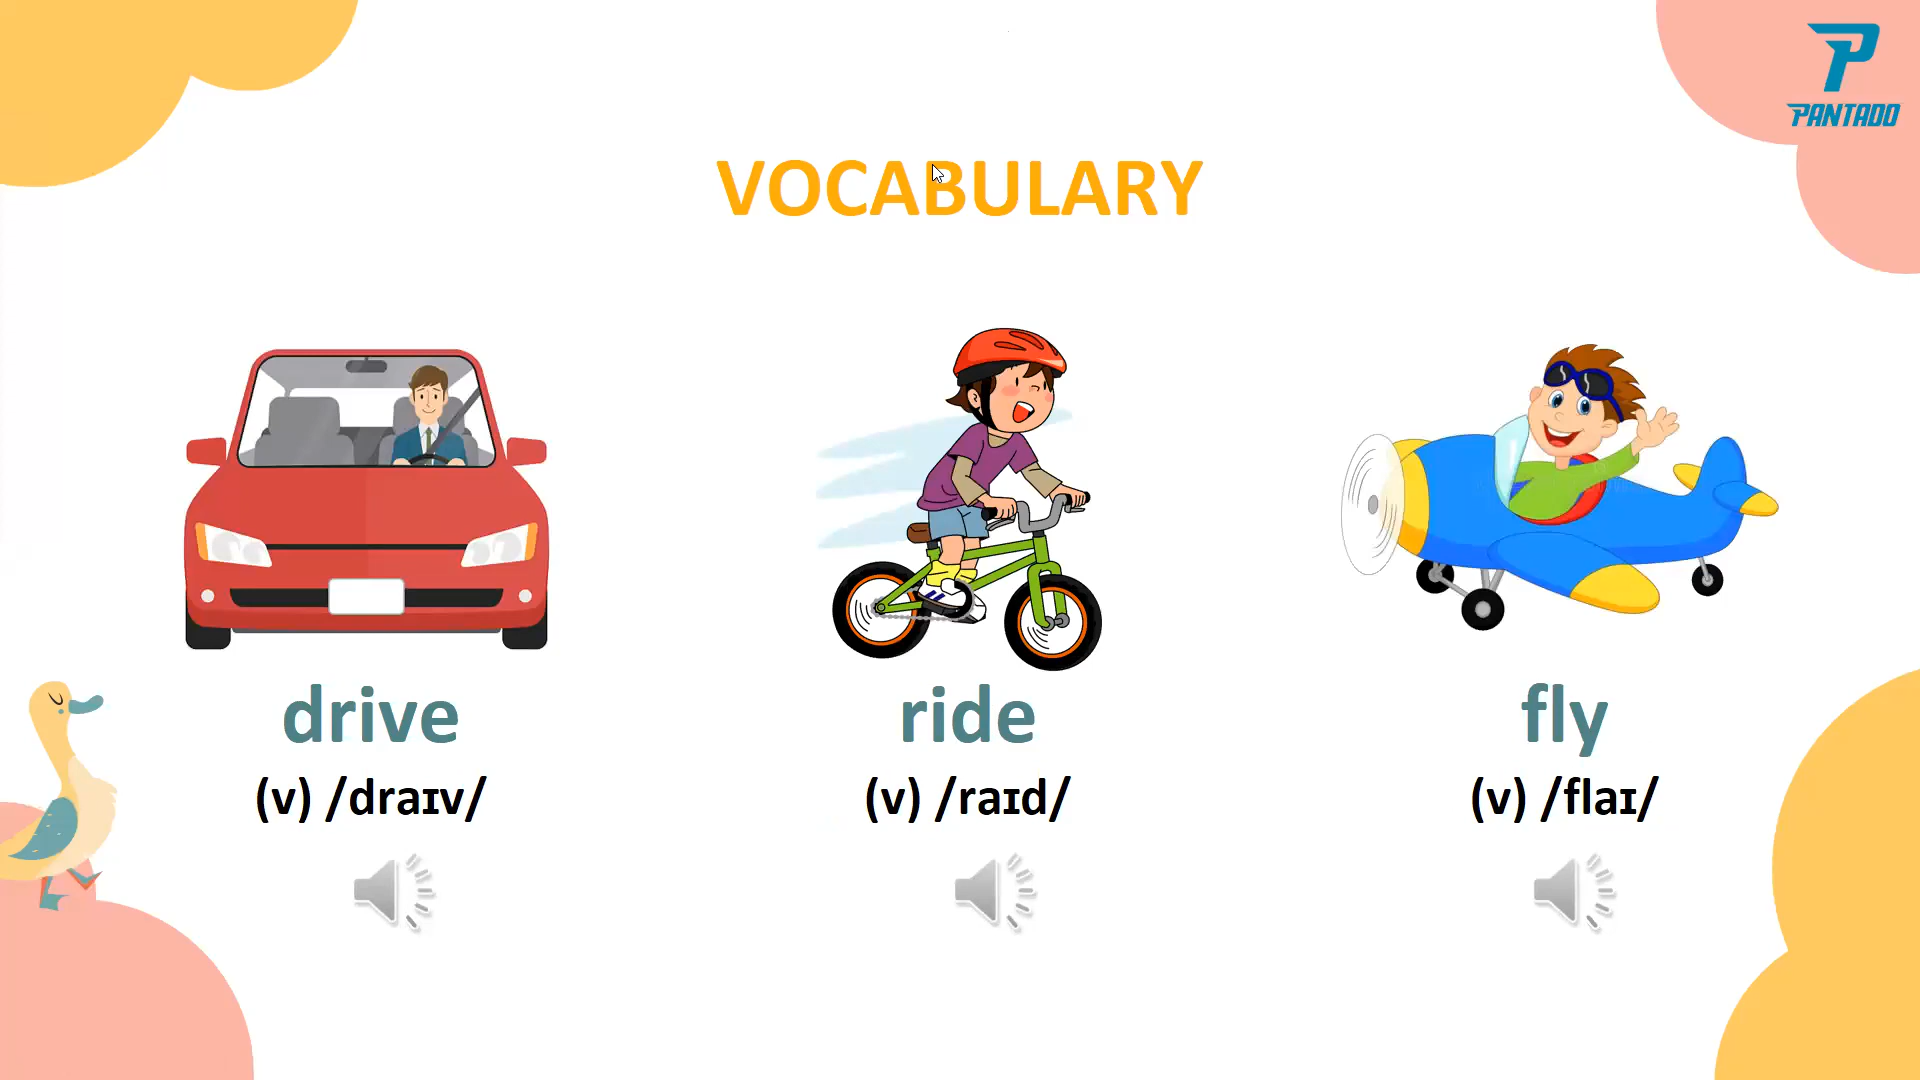 PANTADO
VOCABULARY
drive
(v) /draɪv/
ride
(v) /raɪd/
fly
(v) /flaɪ/